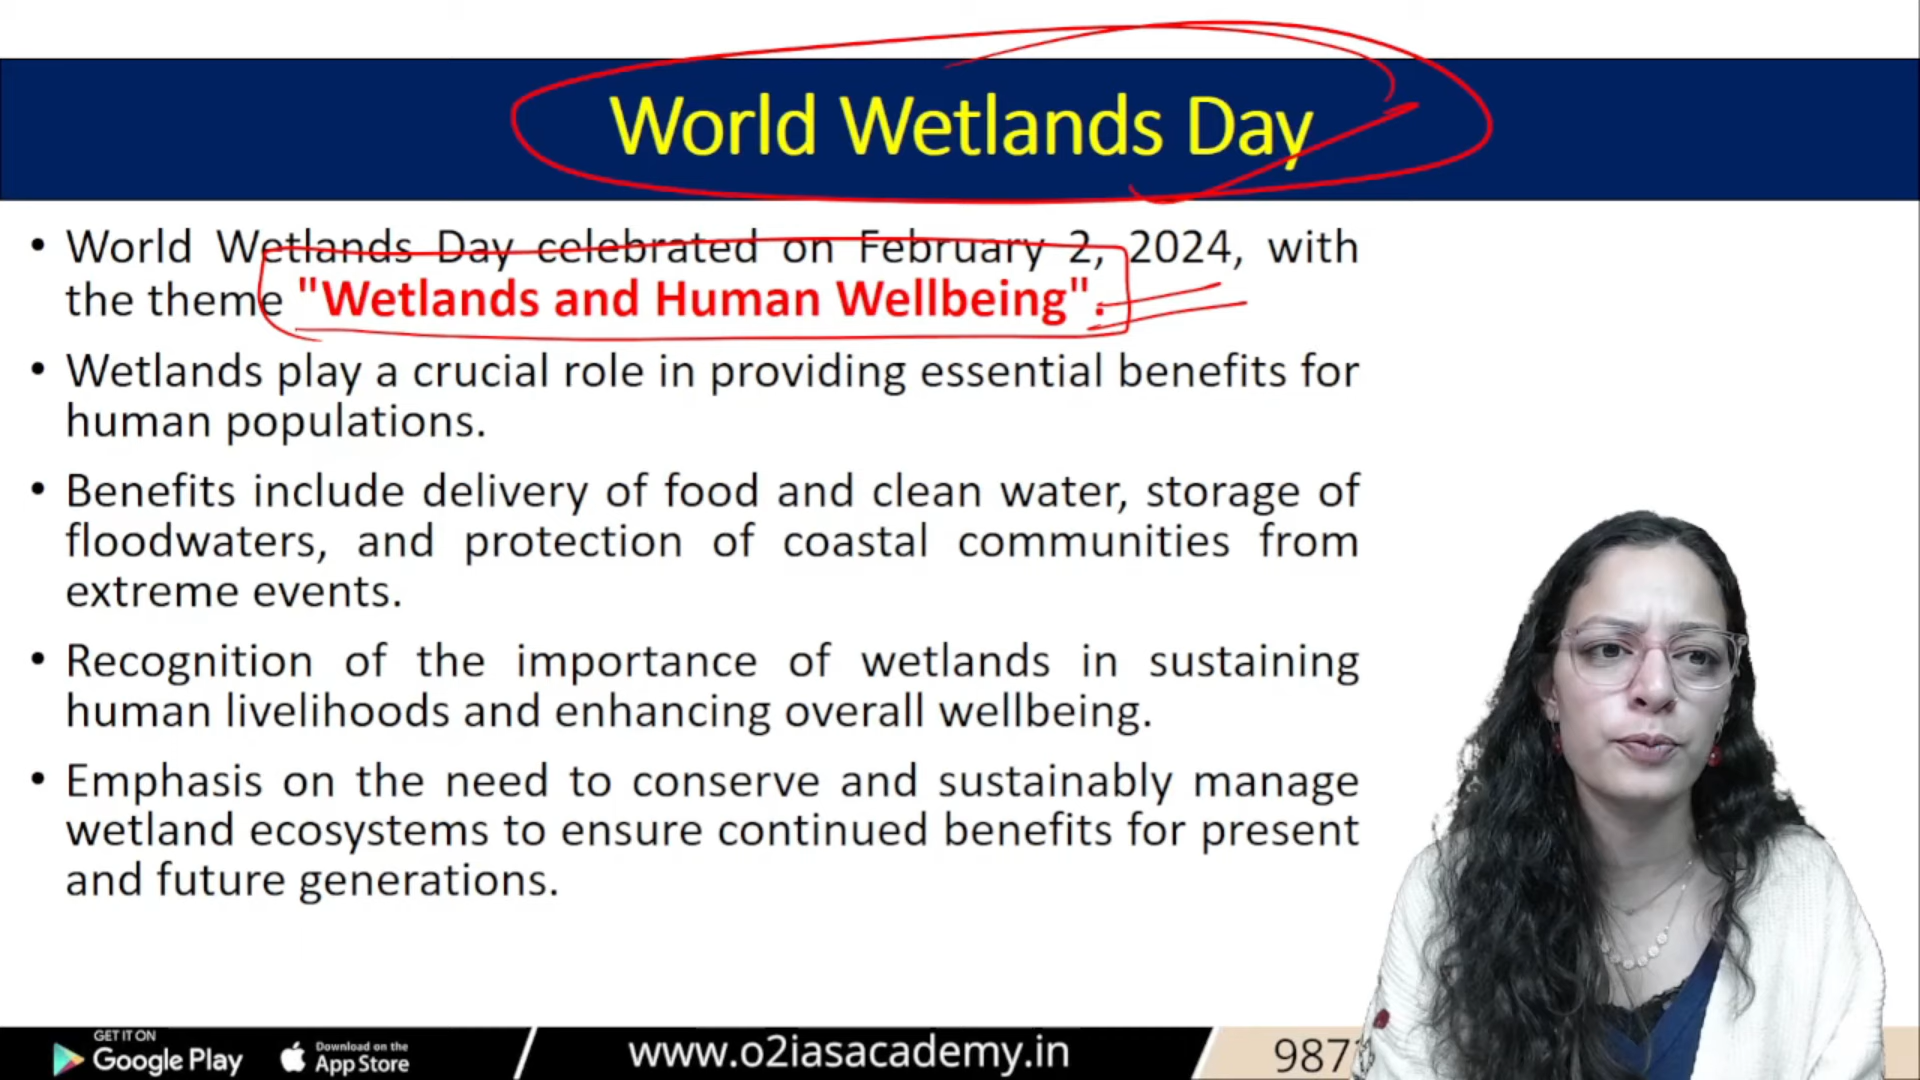 World Wetlands Day
• World Wetlands Day celebrated on February 2, 2024, with
the theme "Wetlands and Human Wellbeing".
• Wetlands play a crucial role in providing essential benefits for
human populations.
• Benefits include delivery of food and clean water, storage of
floodwaters, and protection of coastal communities from
extreme events.
• Recognition of the importance of wetlands in sustaining
human livelihoods and enhancing overall wellbeing.
• Emphasis on the need to conserve and sustainably manage
wetland ecosystems to ensure continued benefits for present
and future generations.
GET IT ON
Google Play
Download on the
App Store
www.o2iasacademy.in
987